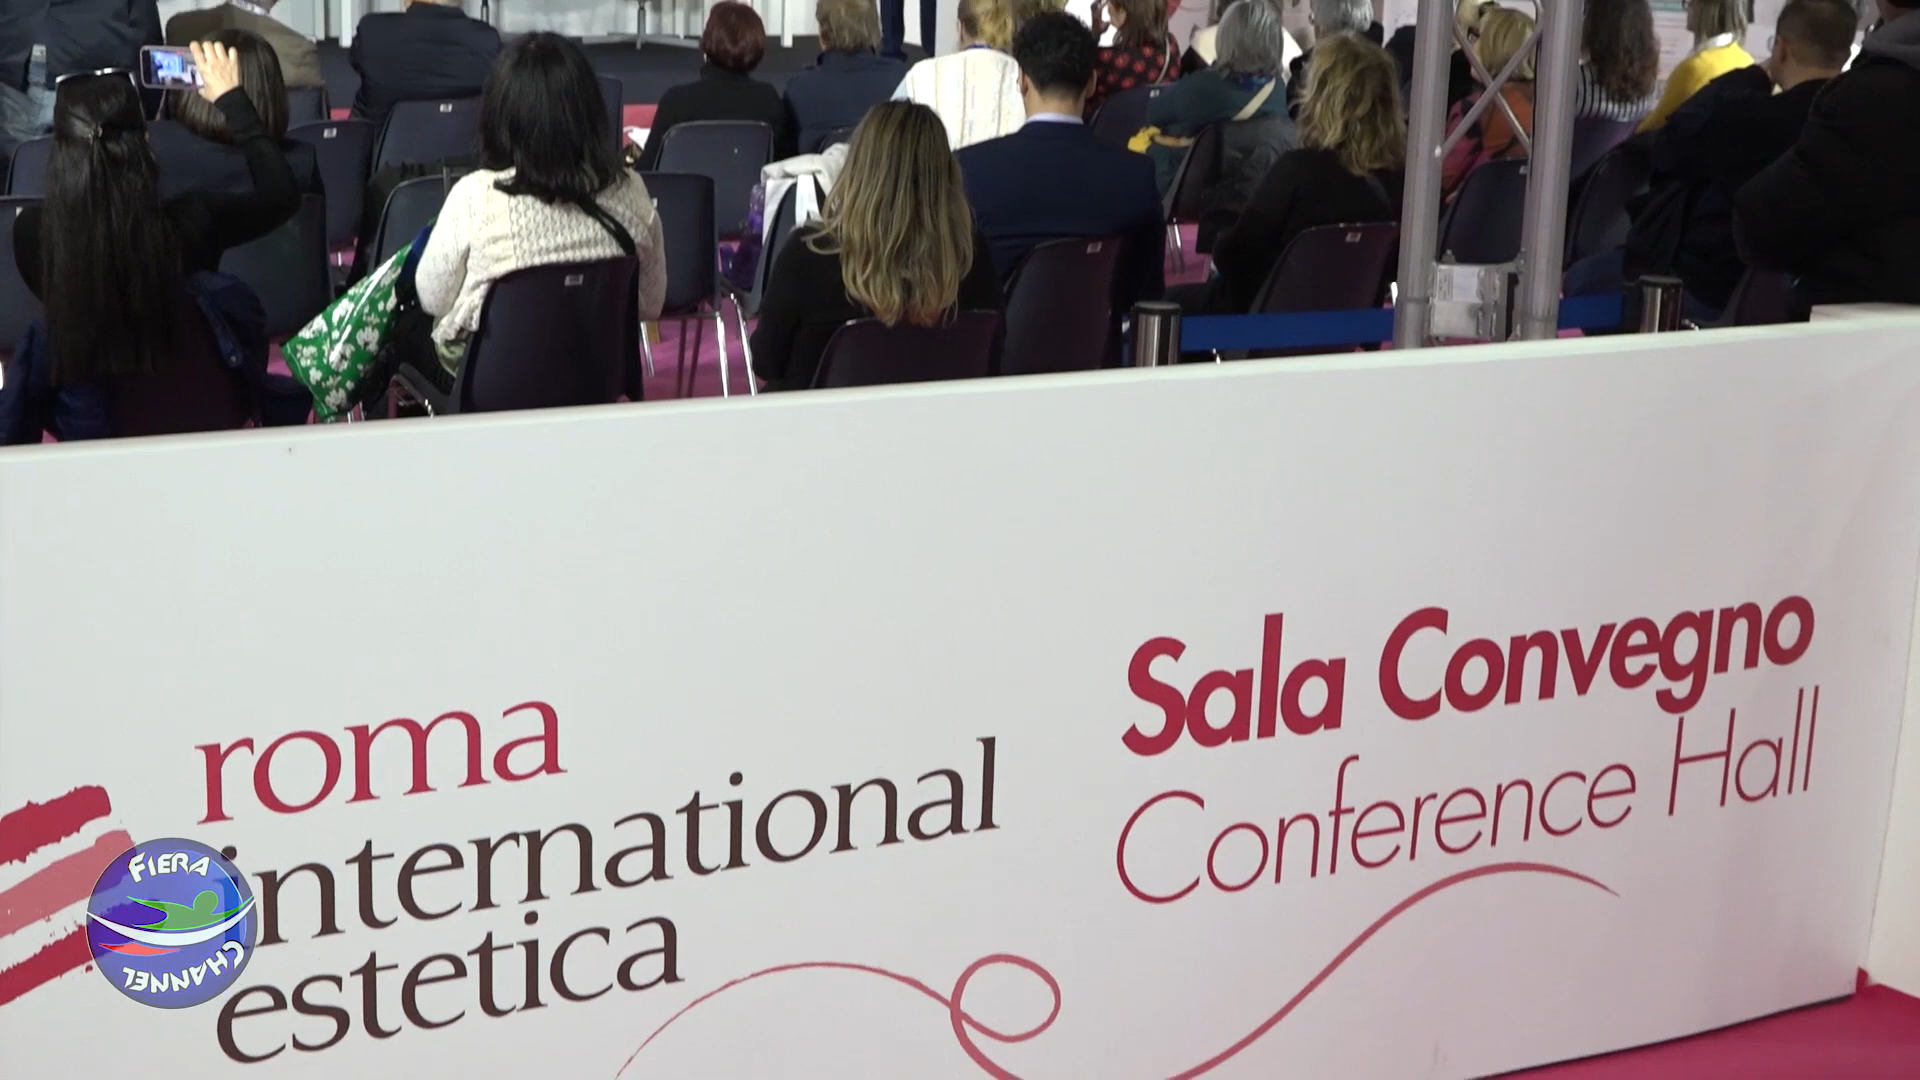 roma
international
estetica
Sala Convegno
Conference Hall
FIERA
CHANNEL